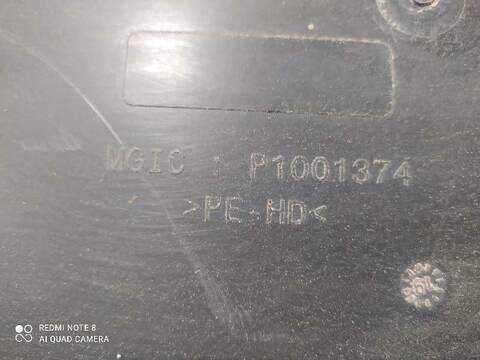 MGIC : P1001374
>PE-HD<
REDMI NOTE 8
AI QUAD CAMERA